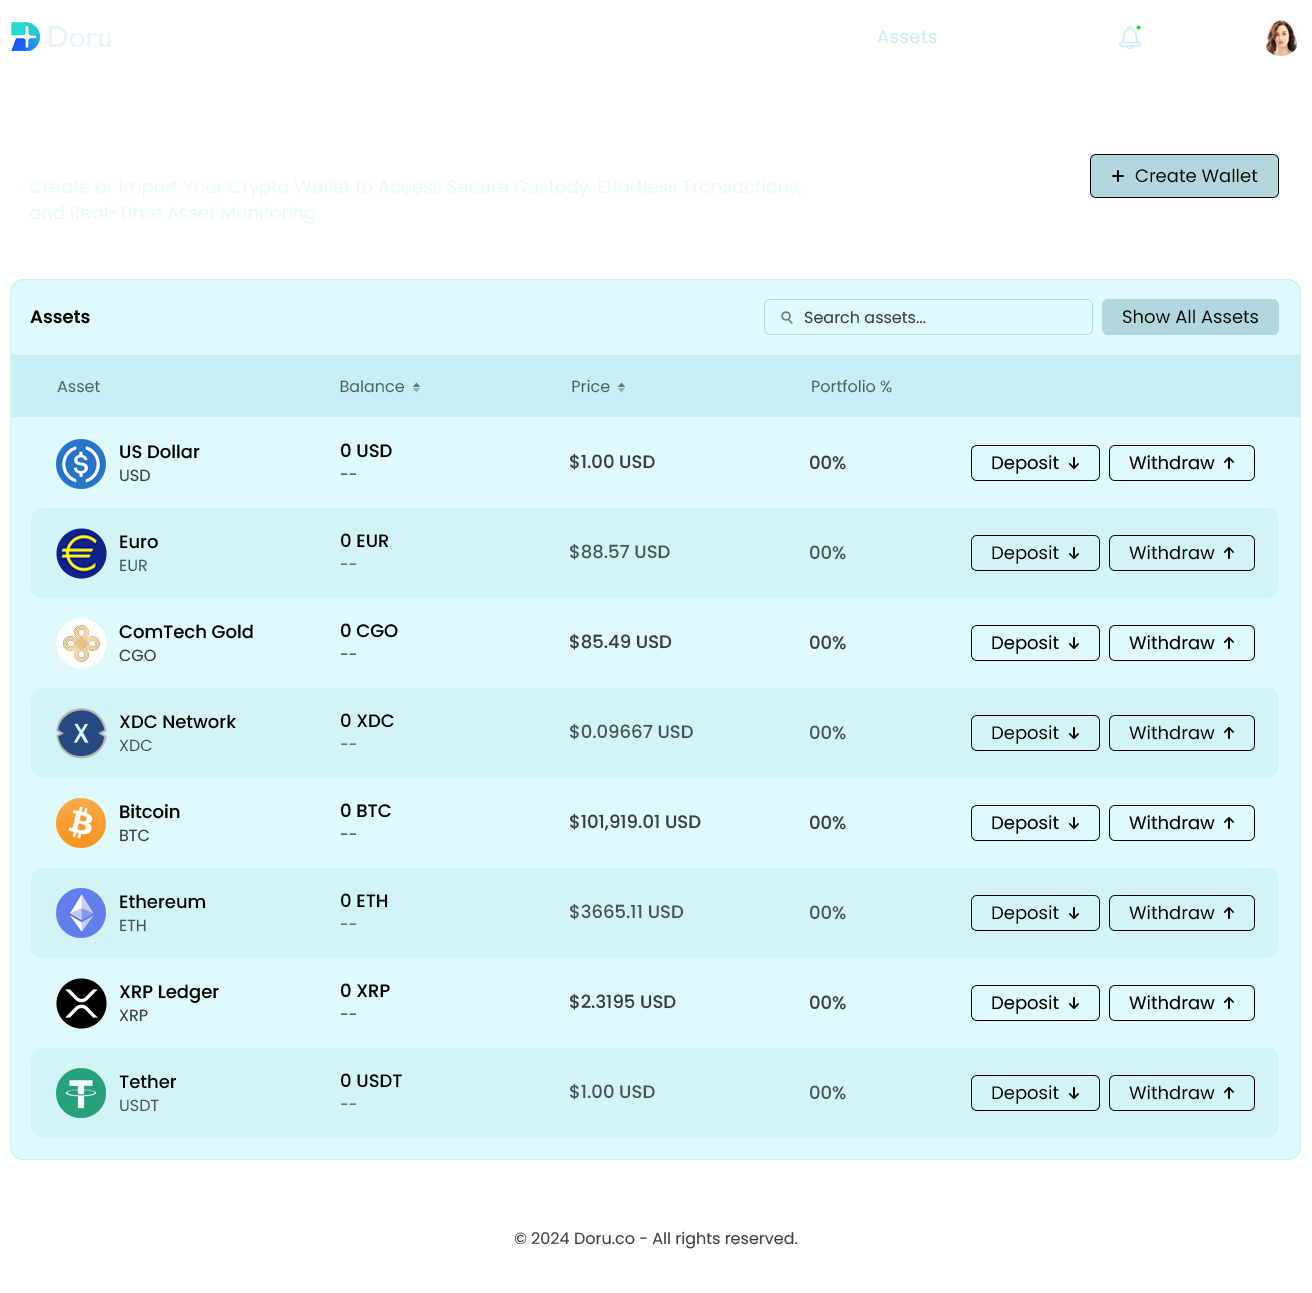 Doru
Assets
Create or Import Your Crypto Wallet to Access Secure Custody, Effortless Transactions,
and Real-Time Asset Monitoring
+ Create Wallet
Assets
Search assets...
Show All Assets
Asset Balance Price Portfolio %
US Dollar
USD
0 USD
--
$1.00 USD
00%
Deposit ↓
Withdraw ↑
Euro
EUR
0 EUR
--
$88.57 USD
00%
Deposit ↓
Withdraw ↑
ComTech Gold
CGO
0 CGO
--
$85.49 USD
00%
Deposit ↓
Withdraw ↑
XDC Network
XDC
0 XDC
--
$0.09667 USD
00%
Deposit ↓
Withdraw ↑
Bitcoin
BTC
0 BTC
--
$101,919.01 USD
00%
Deposit ↓
Withdraw ↑
Ethereum
ETH
0 ETH
--
$3665.11 USD
00%
Deposit ↓
Withdraw ↑
XRP Ledger
XRP
0 XRP
--
$2.3195 USD
00%
Deposit ↓
Withdraw ↑
Tether
USDT
0 USDT
--
$1.00 USD
00%
Deposit ↓
Withdraw ↑
© 2024 Doru.co - All rights reserved.